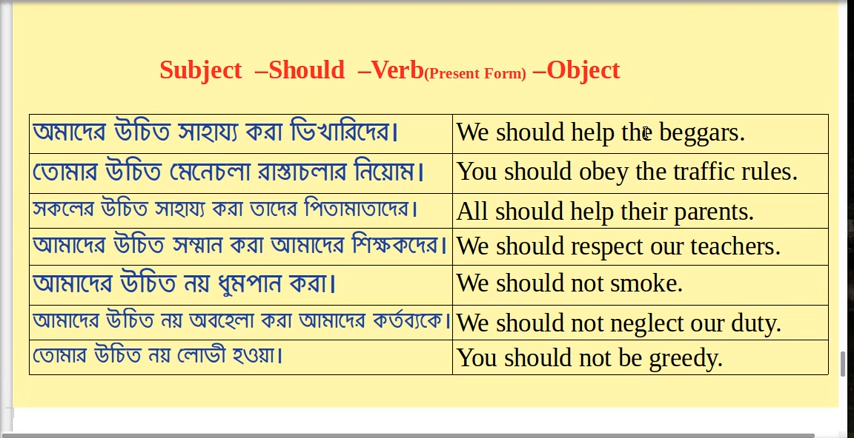 Subject –Should –Verb(Present Form) –Object
অমাদের উচিত সাহায্য করা ভিখারিদের। We should help the beggars.
তোমার উচিত মেনেচলা রাস্তাচলার নিয়োম। You should obey the traffic rules.
সকলের উচিত সাহায্য করা তাদের পিতামাতাদের। All should help their parents.
আমাদের উচিত সম্মান করা আমাদের শিক্ষকদের। We should respect our teachers.
আমাদের উচিত নয় ধুমপান করা। We should not smoke.
আমাদের উচিত নয় অবহেলা করা আমাদের কর্তব্যকে। We should not neglect our duty.
তোমার উচিত নয় লোভী হওয়া। You should not be greedy.